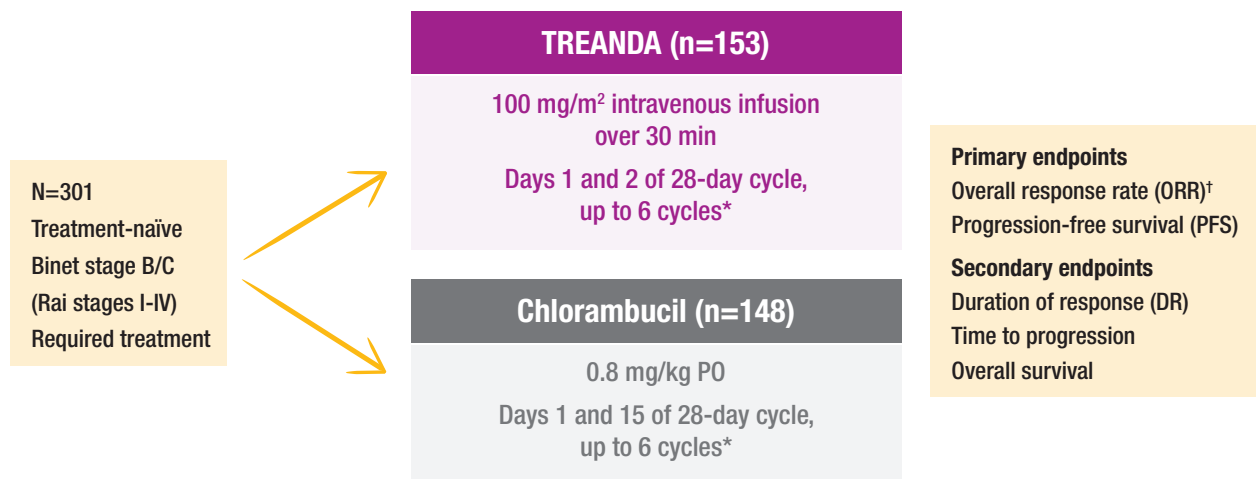 N=301
Treatment-naïve
Binet stage B/C
(Rai stages I-IV)
Required treatment
TREANDA (n=153)
100 mg/m² intravenous infusion
over 30 min
Days 1 and 2 of 28-day cycle,
up to 6 cycles*
Chlorambucil (n=148)
0.8 mg/kg PO
Days 1 and 15 of 28-day cycle,
up to 6 cycles*
Primary endpoints
Overall response rate (ORR)†
Progression-free survival (PFS)
Secondary endpoints
Duration of response (DR)
Time to progression
Overall survival